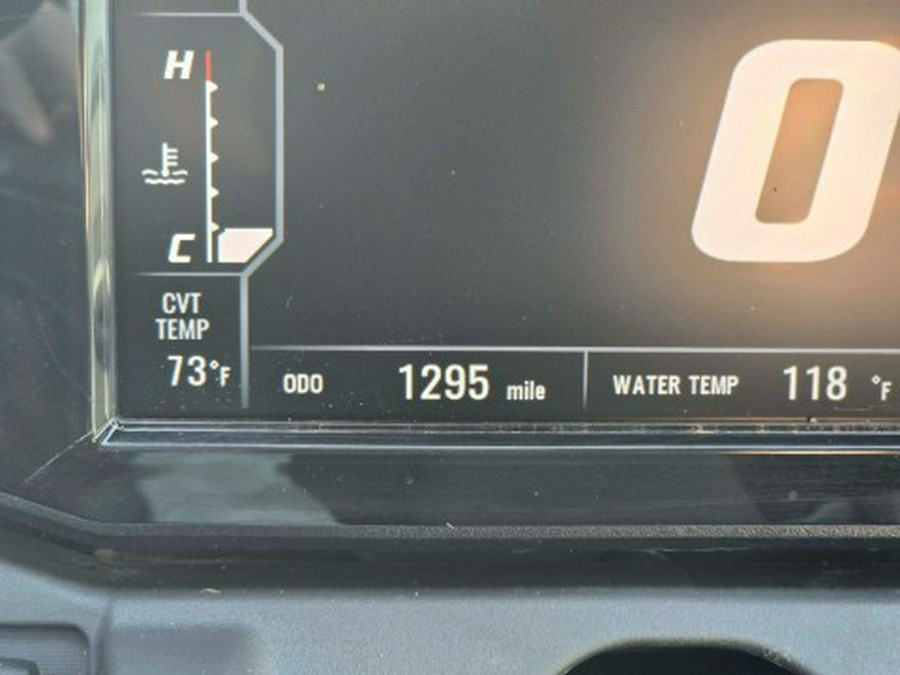 H
0
C
CVT
TEMP
73°F
ODO 1295 mile
WATER TEMP 118 °F